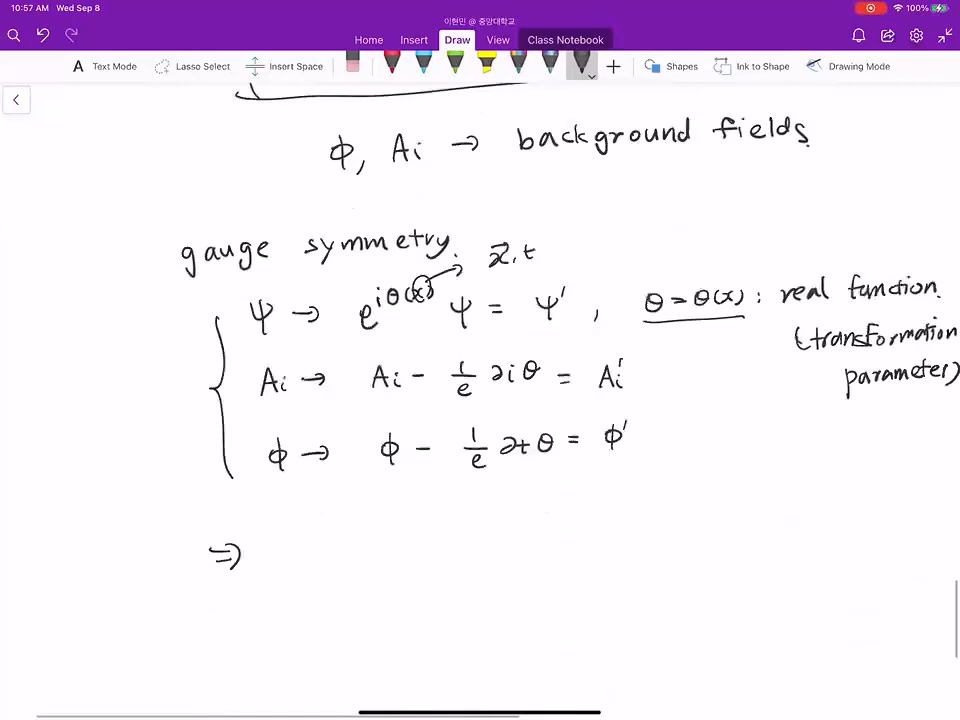 10:57 AM Wed Sep 8
100%
이현민 @ 중앙대학교
Home Insert Draw View Class Notebook
Text Mode Lasso Select Insert Space Shapes Ink to Shape Drawing Mode
ϕ, Ai → background fields.
gauge symmetry.
x⃗, t
ψ → e^{iθ(x)} ψ = ψ′ , θ = θ(x) : real function.
(transformation
Ai → Ai − 1/e ∂i θ = Ai′
parameter)
ϕ → ϕ − 1/e ∂t θ = ϕ′
⇒